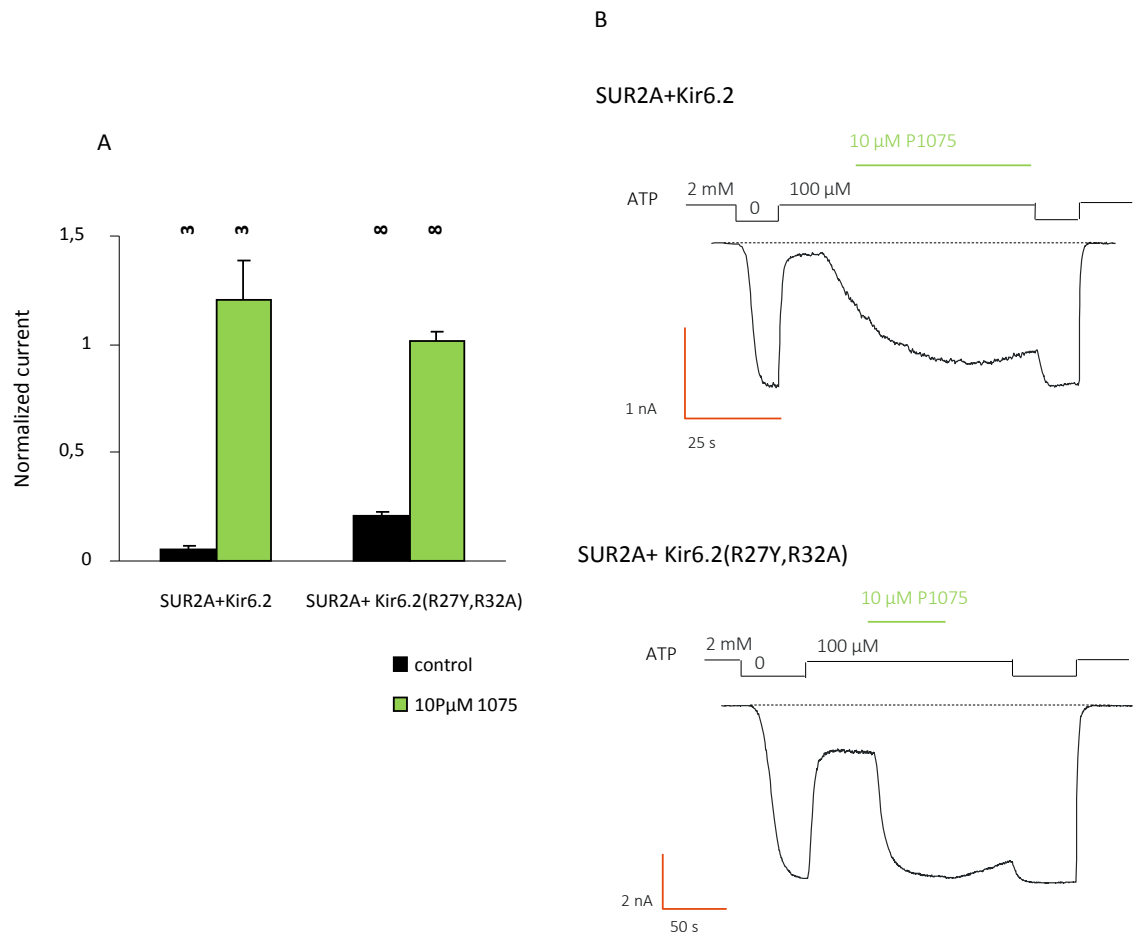 A
1,5
1
0,5
0
Normalized current
3
3
8
8
SUR2A+Kir6.2
SUR2A+ Kir6.2(R27Y,R32A)
control
10PµM 1075
B
SUR2A+Kir6.2
10 µM P1075
ATP
2 mM
0
100 µM
1 nA
25 s
SUR2A+ Kir6.2(R27Y,R32A)
10 µM P1075
ATP
2 mM
0
100 µM
2 nA
50 s